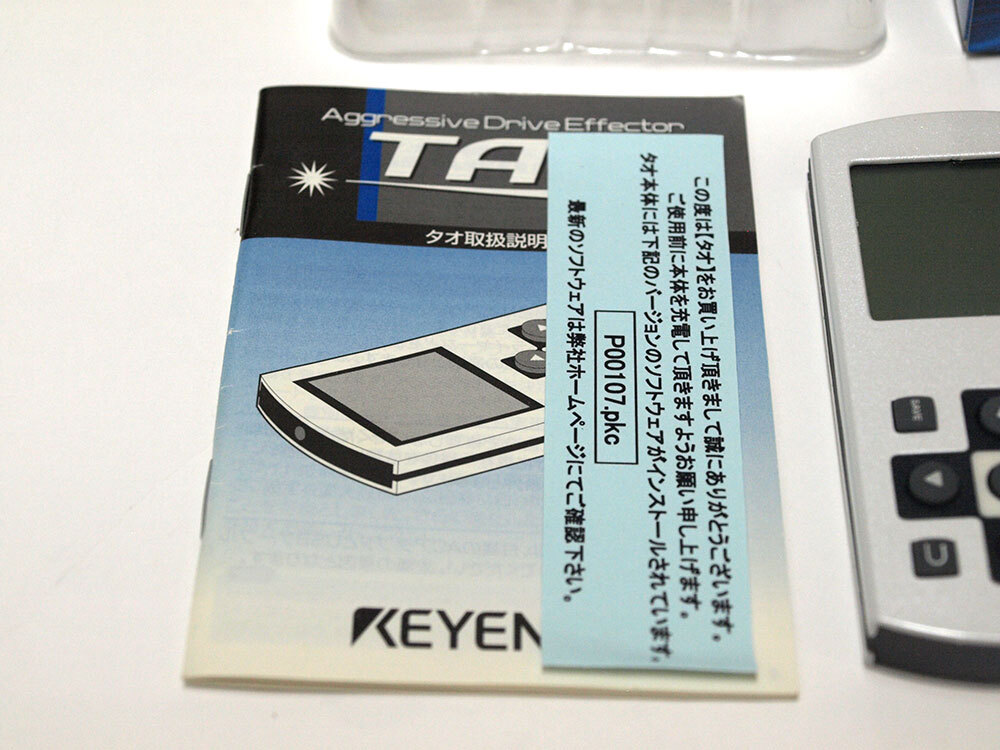 Aggressive Drive Effector
TA
タオ取扱説明
KEYEN
この度は【タオ】をお買い上げ頂きまして誠にありがとうございます。
ご使用前に本体を充電して頂きますようお願い申し上げます。
タオ本体には下記のバージョンのソフトウェアがインストールされています。
P00107.pkc
最新のソフトウェアは弊社ホームページにてご確認下さい。
SAVE